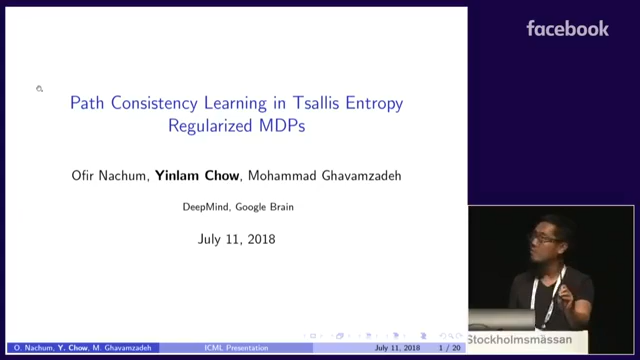 facebook
Path Consistency Learning in Tsallis Entropy
Regularized MDPs
Ofir Nachum, Yinlam Chow, Mohammad Ghavamzadeh
DeepMind, Google Brain
July 11, 2018
O. Nachum, Y. Chow, M. Ghavamzadeh
ICML Presentation
July 11, 2018
1 / 20
Stockholmsmässan